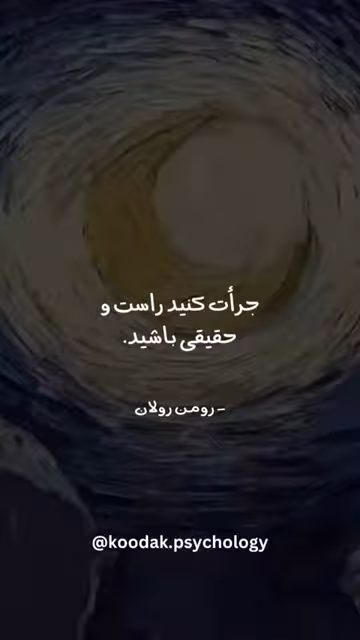 جرأت کنید راست و
حقیقی باشید.
- رومن رولان
@koodak.psychology